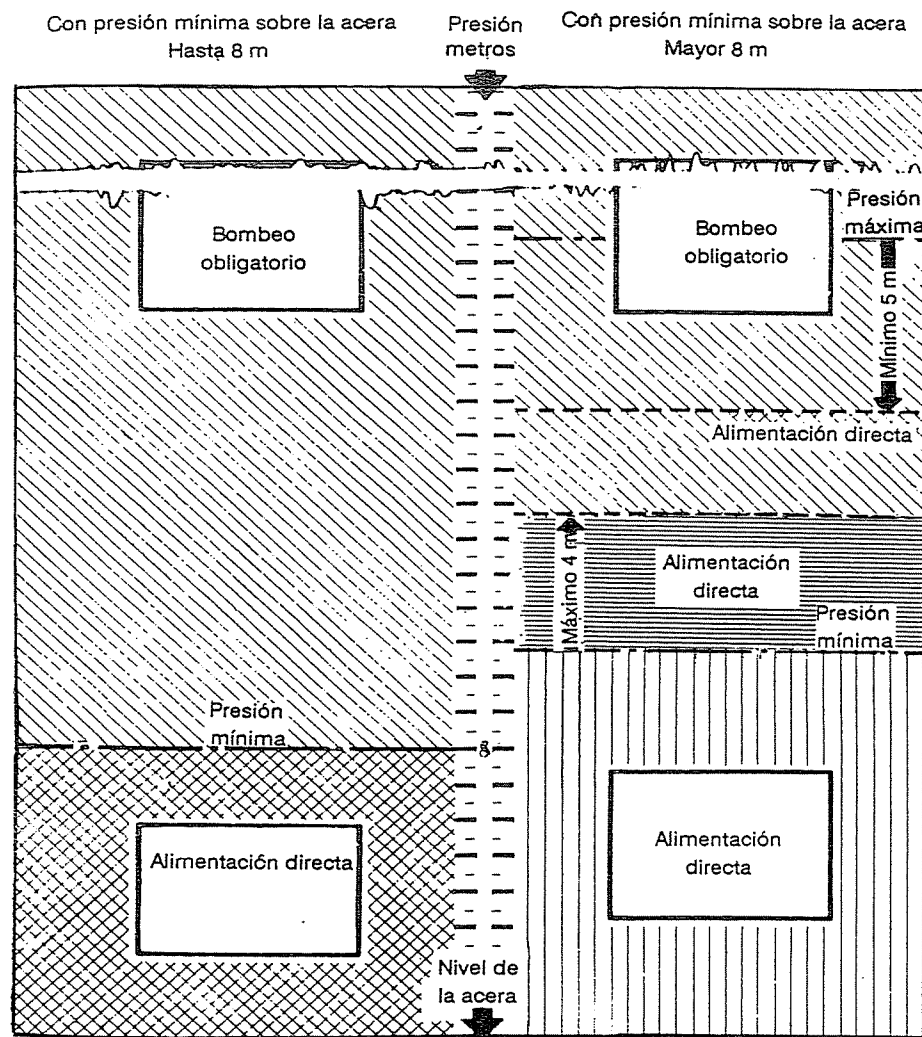 Con presión mínima sobre la acera
Hasta 8 m
Presión
metros
Con presión mínima sobre la acera
Mayor 8 m
Bombeo
obligatorio
Bombeo
obligatorio
Presión
máxima
Mínimo 5 m
Alimentación directa
Máximo 4 m
Alimentación
directa
Presión
mínima
Presión
mínima
8
Alimentación directa
Alimentación
directa
Nivel de
la acera